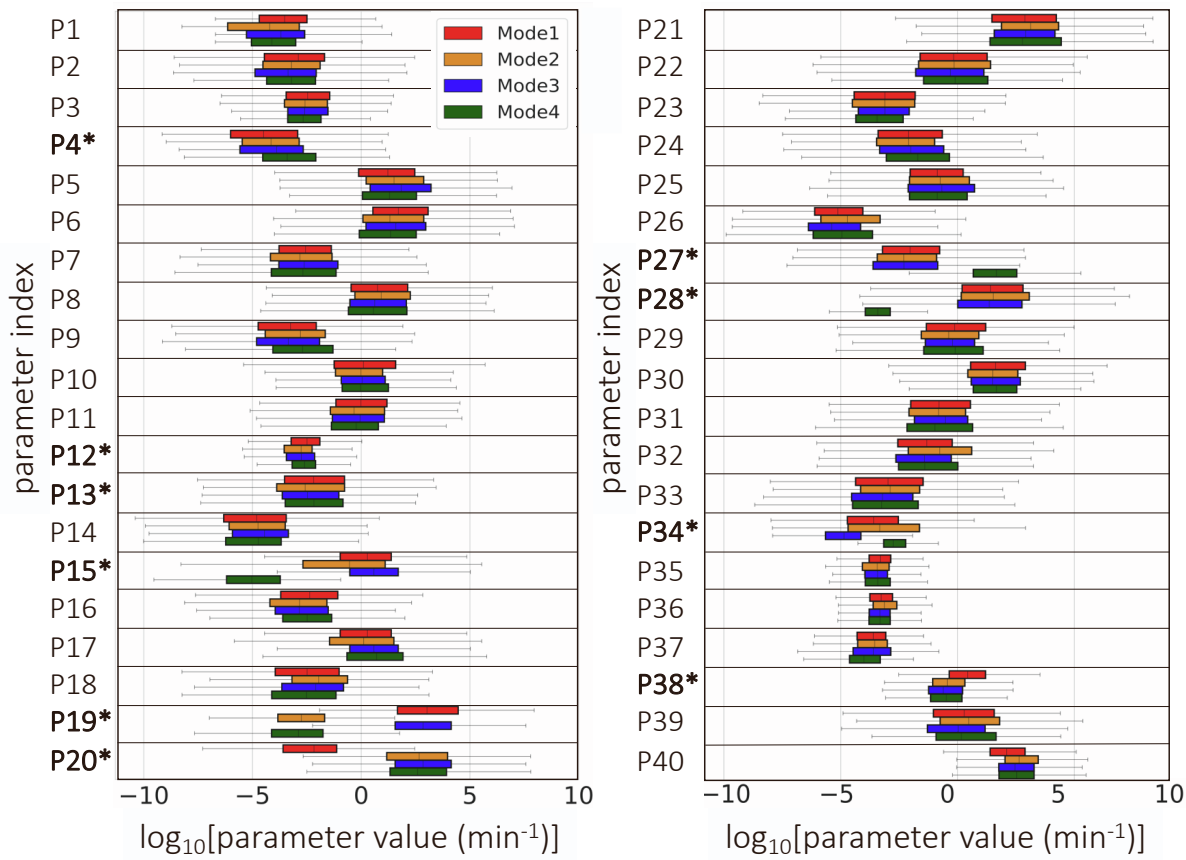 P1
P2
P3
P4*
P5
P6
P7
P8
P9
P10
P11
P12*
P13*
P14
P15*
P16
P17
P18
P19*
P20*
parameter index
Mode1
Mode2
Mode3
Mode4
-10 -5 0 5 10
log10[parameter value (min-1)]
P21
P22
P23
P24
P25
P26
P27*
P28*
P29
P30
P31
P32
P33
P34*
P35
P36
P37
P38*
P39
P40
parameter index
-10 -5 0 5 10
log10[parameter value (min-1)]